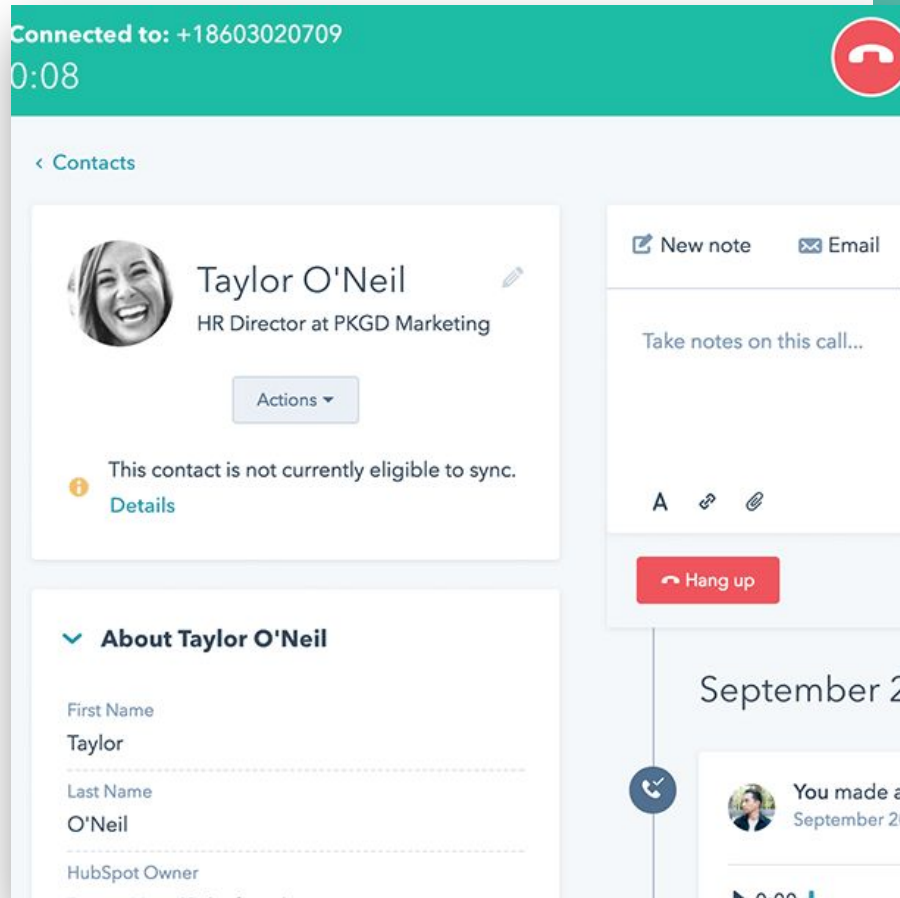 Connected to: +18603020709
0:08
‹ Contacts
Taylor O'Neil
HR Director at PKGD Marketing
Actions
This contact is not currently eligible to sync.
Details
About Taylor O'Neil
First Name
Taylor
Last Name
O'Neil
HubSpot Owner
New note
Email
Take notes on this call...
A
Hang up
September
You made
September